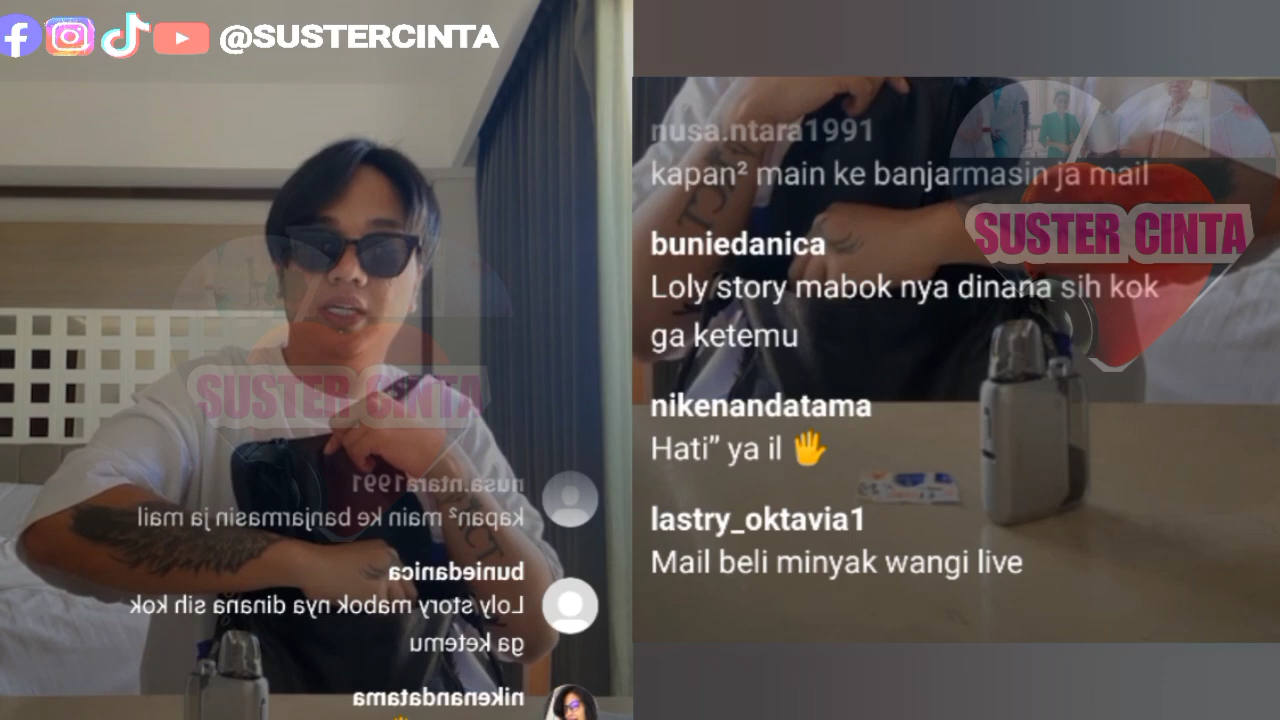 @SUSTERCINTA
SUSTER CINTA
nusa.ntara1991
kapan² main ke banjarmasin ja mail
buniedanica
Loly story mabok nya dinana sih kok
ga ketemu
nikenandatama
nusa.ntara1991
kapan² main ke banjarmasin ja mail
SUSTER CINTA
buniedanica
Loly story mabok nya dinana sih kok
ga ketemu
nikenandatama
Hati” ya il 🖐
lastry_oktavia1
Mail beli minyak wangi live